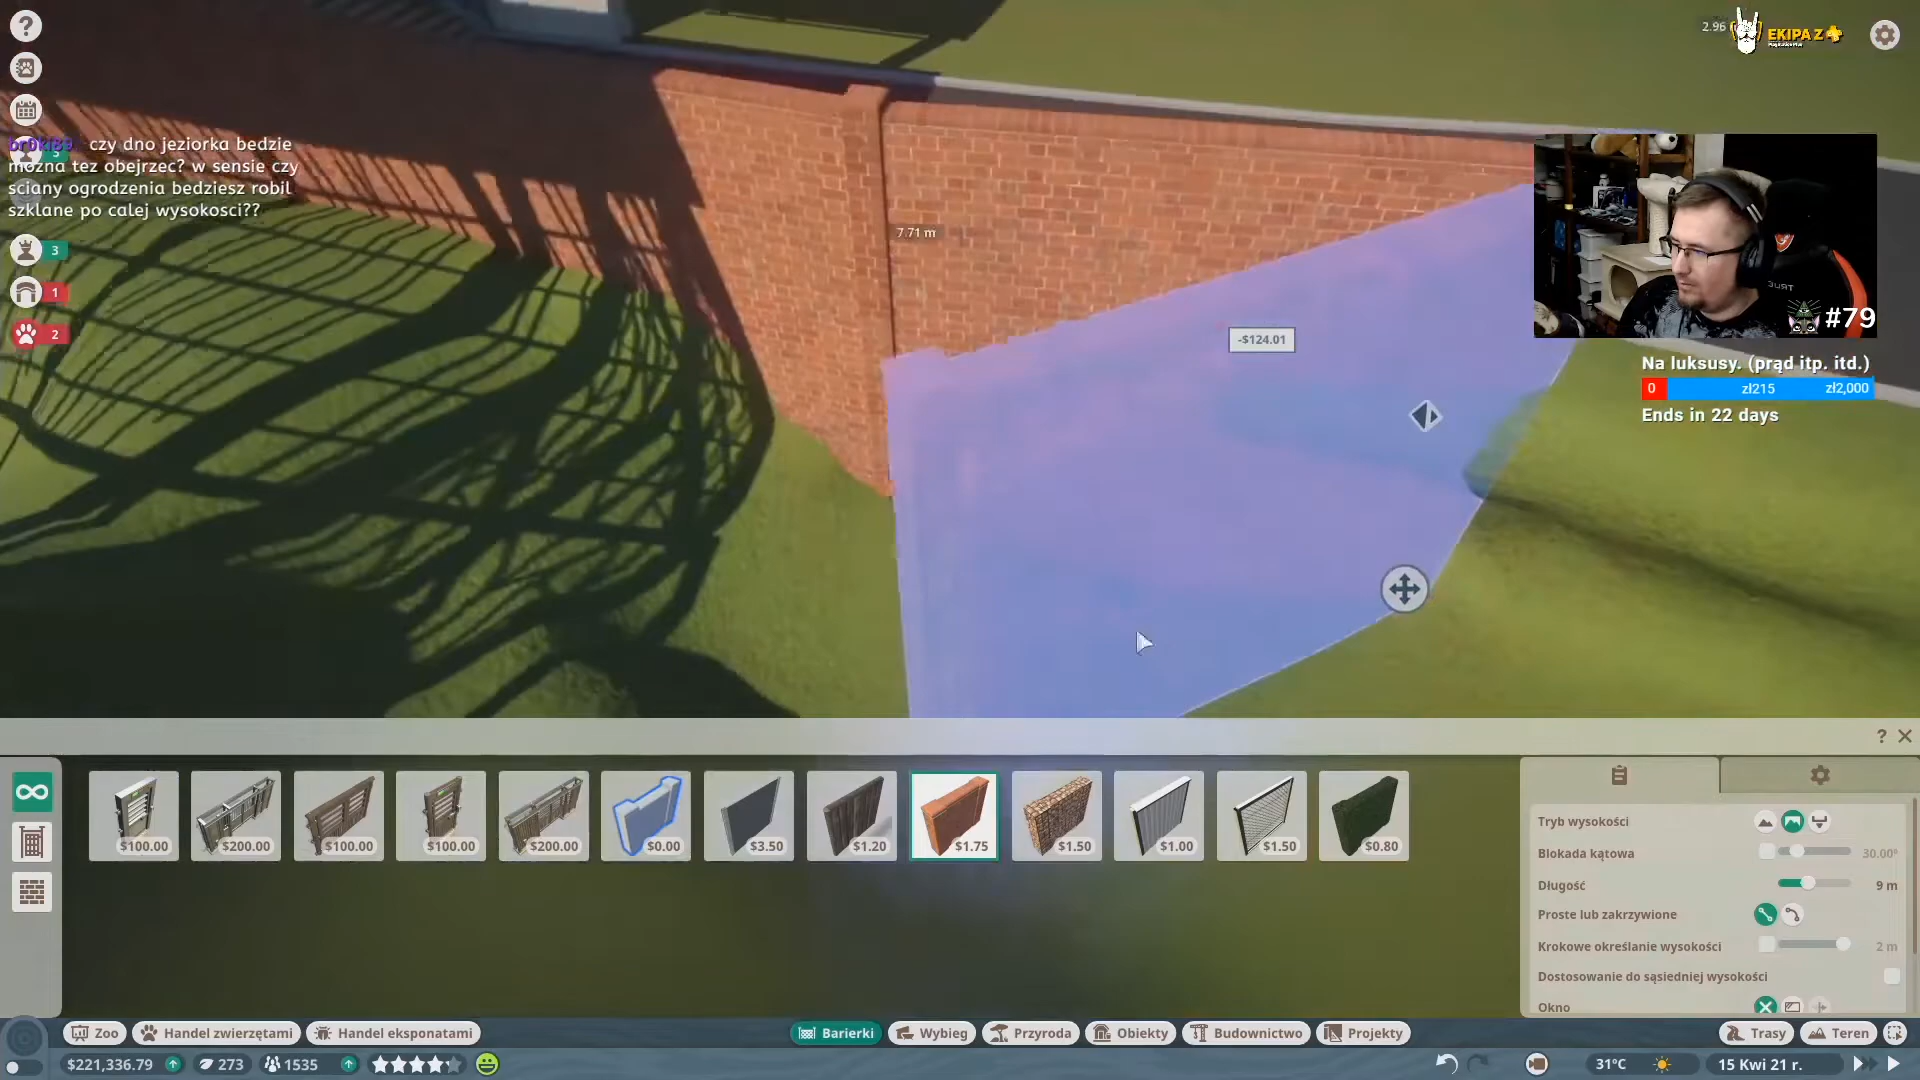 2.96
EKIPA Z
br0ki89 czy dno jeziorka bedzie
mozna tez obejrzec? w sensie czy
sciany ogrodzenia bedziesz robil
szklane po calej wysokosci??
3
1
2
7.71 m
-$124.01
TRUE
#79
Na luksusy. (prąd itp. itd.)
0 zł215 zł2,000
Ends in 22 days
?
$100.00 $200.00 $100.00 $100.00 $200.00 $0.00 $3.50 $1.20 $1.75 $1.50 $1.00 $1.50 $0.80
Tryb wysokości
Blokada kątowa 30.00°
Długość 9 m
Proste lub zakrzywione
Krokowe określanie wysokości 2 m
Dostosowanie do sąsiedniej wysokości
Okno
Zoo Handel zwierzętami Handel eksponatami Barierki Wybieg Przyroda Obiekty Budownictwo Projekty Trasy Teren
$221,336.79 273 1535 31°C 15 Kwi 21 r.